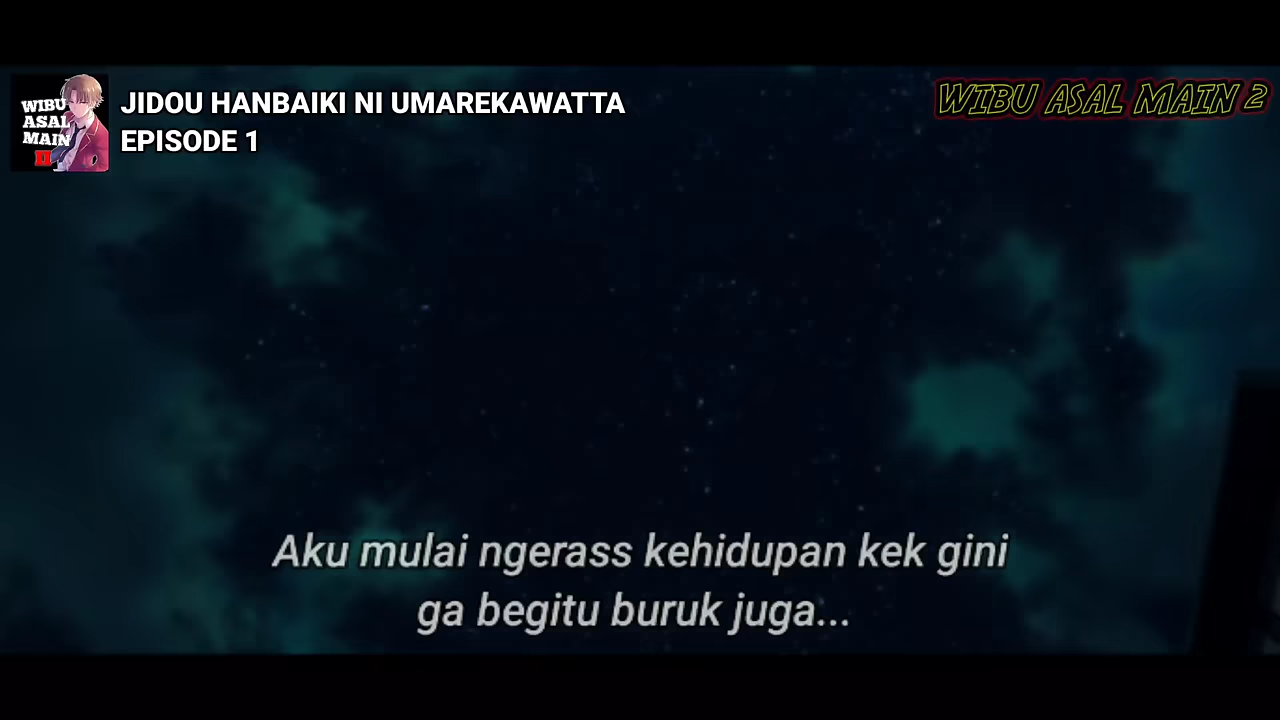 WIBU
ASAL
MAIN
II
JIDOU HANBAIKI NI UMAREKAWATTA
EPISODE 1
WIBU ASAL MAIN 2
Aku mulai ngerass kehidupan kek gini
ga begitu buruk juga...